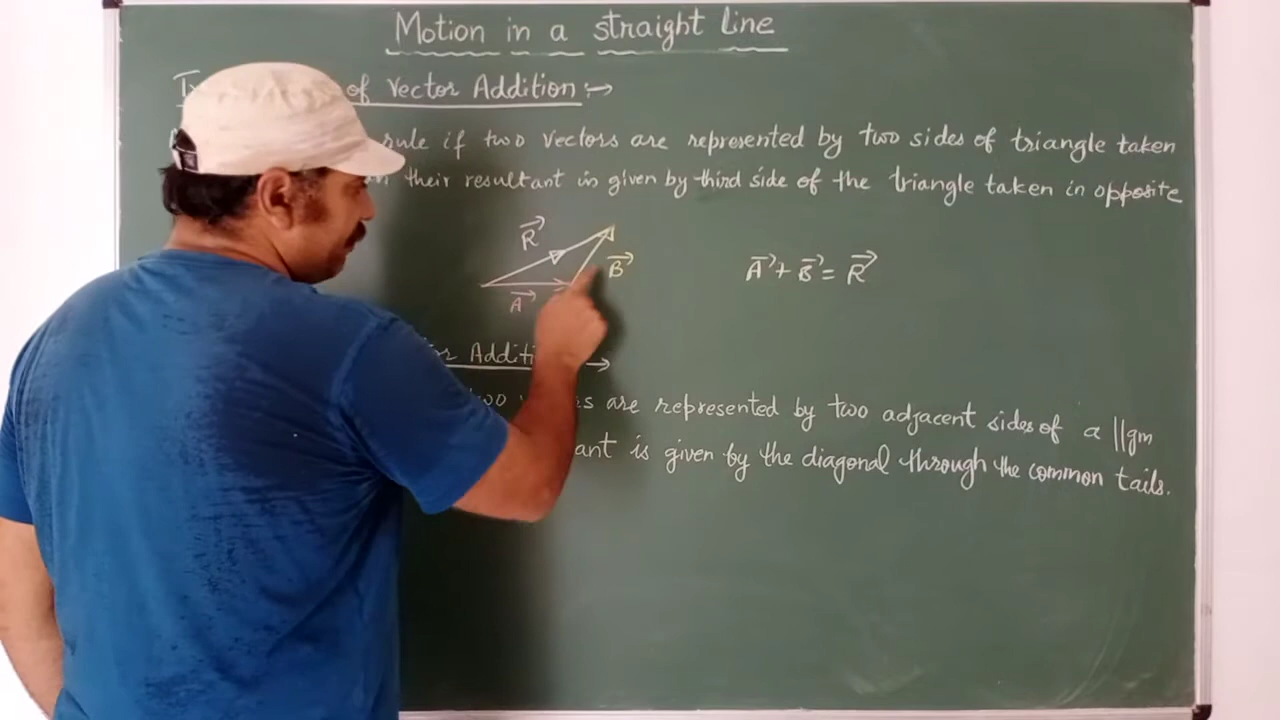 Motion in a straight Line
of Vector Addition :→
rule if two vectors are represented by two sides of triangle taken
their resultant is given by third side of the triangle taken in opposite
R⃗
B⃗
A⃗
A⃗ + B⃗ = R⃗
Additi →
two are represented by two adjacent sides of a ||gm
is given by the diagonal through the common tails.